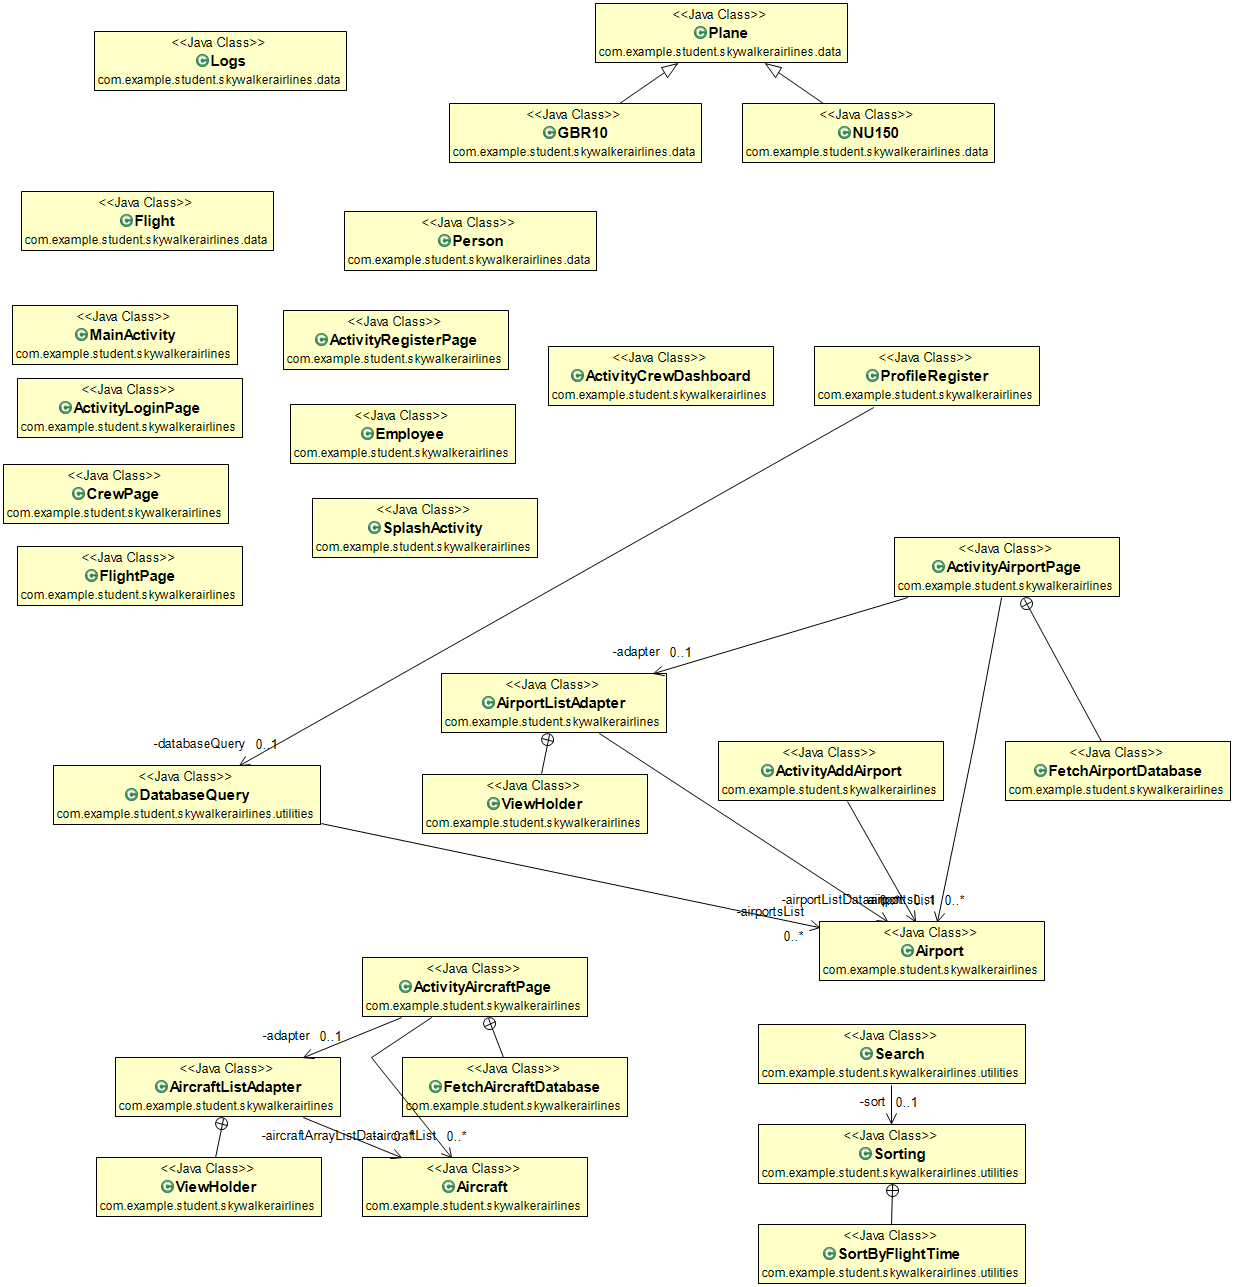 <<Java Class>>
Plane
com.example.student.skywalkerairlines.data
<<Java Class>>
Logs
com.example.student.skywalkerairlines.data
<<Java Class>>
GBR10
com.example.student.skywalkerairlines.data
<<Java Class>>
NU150
com.example.student.skywalkerairlines.data
<<Java Class>>
Flight
com.example.student.skywalkerairlines.data
<<Java Class>>
Person
com.example.student.skywalkerairlines.data
<<Java Class>>
MainActivity
com.example.student.skywalkerairlines
<<Java Class>>
ActivityRegisterPage
com.example.student.skywalkerairlines
<<Java Class>>
ActivityCrewDashboard
com.example.student.skywalkerairlines
<<Java Class>>
ProfileRegister
com.example.student.skywalkerairlines
<<Java Class>>
ActivityLoginPage
com.example.student.skywalkerairlines
<<Java Class>>
Employee
com.example.student.skywalkerairlines
<<Java Class>>
CrewPage
com.example.student.skywalkerairlines
<<Java Class>>
SplashActivity
com.example.student.skywalkerairlines
<<Java Class>>
FlightPage
com.example.student.skywalkerairlines
<<Java Class>>
ActivityAirportPage
com.example.student.skywalkerairlines
-adapter 0..1
<<Java Class>>
AirportListAdapter
com.example.student.skywalkerairlines
-databaseQuery 0..1
<<Java Class>>
DatabaseQuery
com.example.student.skywalkerairlines.utilities
<<Java Class>>
ViewHolder
com.example.student.skywalkerairlines
<<Java Class>>
ActivityAddAirport
com.example.student.skywalkerairlines
<<Java Class>>
FetchAirportDatabase
com.example.student.skywalkerairlines
0..1 0..*
-airportsList
0..*
<<Java Class>>
Airport
com.example.student.skywalkerairlines
<<Java Class>>
ActivityAircraftPage
com.example.student.skywalkerairlines
-adapter 0..1
<<Java Class>>
AircraftListAdapter
com.example.student.skywalkerairlines
<<Java Class>>
FetchAircraftDatabase
com.example.student.skywalkerairlines
0..*
<<Java Class>>
ViewHolder
com.example.student.skywalkerairlines
<<Java Class>>
Aircraft
com.example.student.skywalkerairlines
<<Java Class>>
Search
com.example.student.skywalkerairlines.utilities
-sort 0..1
<<Java Class>>
Sorting
com.example.student.skywalkerairlines.utilities
<<Java Class>>
SortByFlightTime
com.example.student.skywalkerairlines.utilities